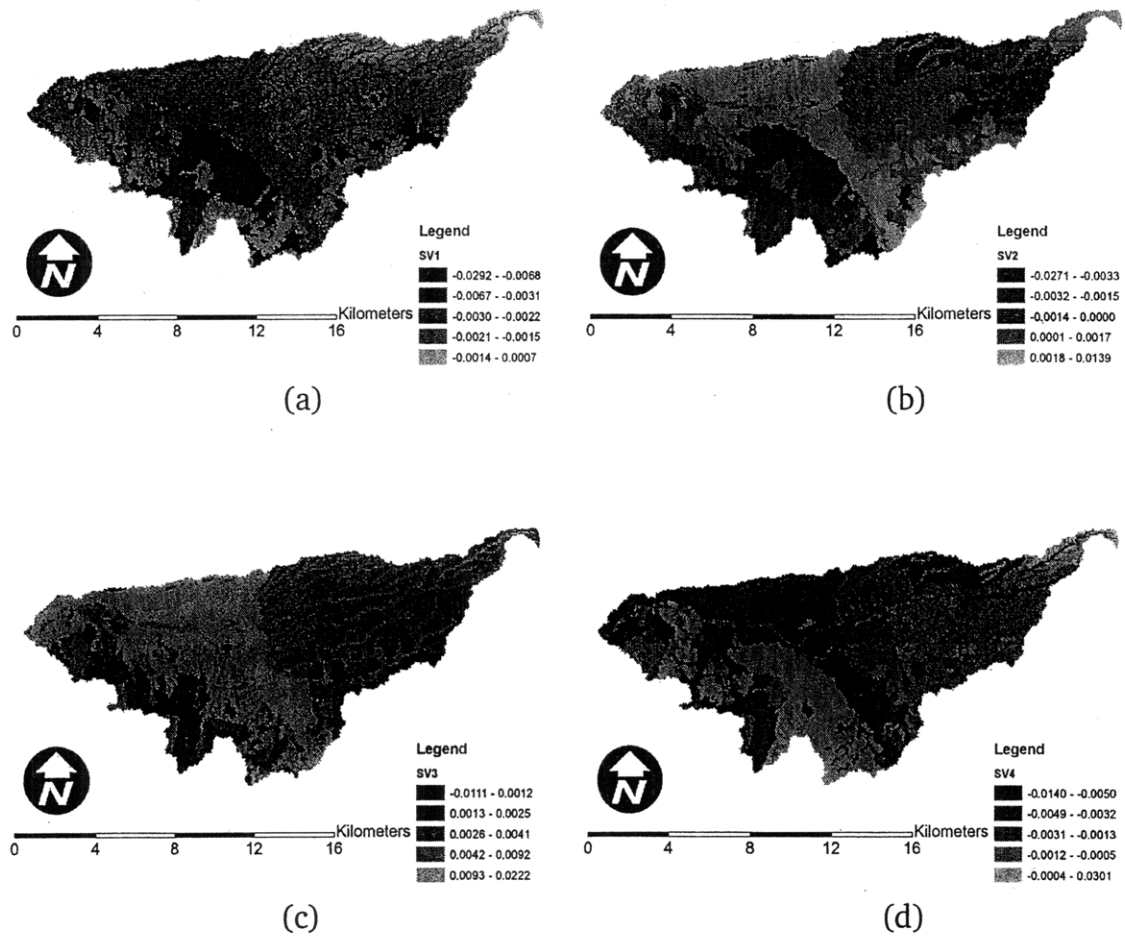 Legend
SV1
-0.0292 - -0.0068
-0.0067 - -0.0031
-0.0030 - -0.0022
-0.0021 - -0.0015
-0.0014 - 0.0007
N
Kilometers
0 4 8 12 16
(a)
Legend
SV2
-0.0271 - -0.0033
-0.0032 - -0.0015
-0.0014 - 0.0000
0.0001 - 0.0017
0.0018 - 0.0139
N
Kilometers
0 4 8 12 16
(b)
Legend
SV3
-0.0111 - 0.0012
0.0013 - 0.0025
0.0026 - 0.0041
0.0042 - 0.0092
0.0093 - 0.0222
N
Kilometers
0 4 8 12 16
(c)
Legend
SV4
-0.0140 - -0.0050
-0.0049 - -0.0032
-0.0031 - -0.0013
-0.0012 - -0.0005
-0.0004 - 0.0301
N
Kilometers
0 4 8 12 16
(d)